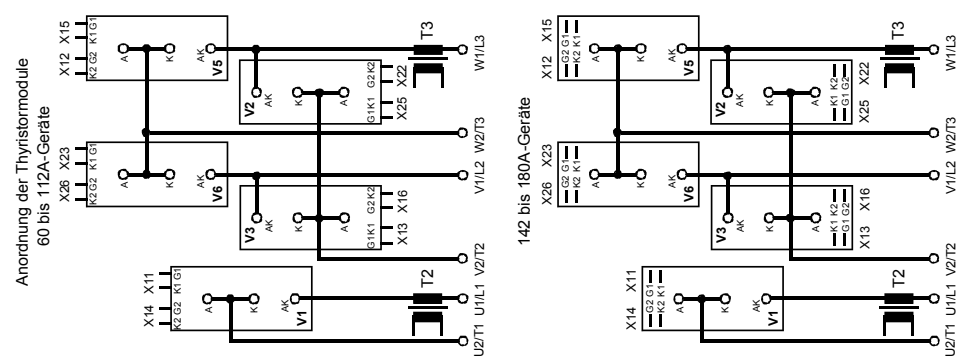 Anordnung der Thyristormodule
60 bis 112A-Geräte
X14 X11
K2 G2 K1 G1
A K AK
V1
T2
U2/T1 U1/L1
X26 X23
K2 G2 K1 G1
A K AK
V6
V3
AK K A
G1 K1 G2 K2
X13 X16
V2/T2 V1/L2
X12 X15
K2 G2 K1 G1
A K AK
V5
V2
AK K A
G1 K1 G2 K2
X25 X22
T3
W2/T3 W1/L3
142 bis 180A-Geräte
X14 X11
G2 K2 G1 K1
A K AK
V1
T2
U2/T1 U1/L1
X26 X23
G2 K2 G1 K1
A K AK
V6
V3
AK K A
K1 G1 K2 G2
X13 X16
V2/T2 V1/L2
X12 X15
G2 K2 G1 K1
A K AK
V5
V2
AK K A
K1 G1 K2 G2
X25 X22
T3
W2/T3 W1/L3